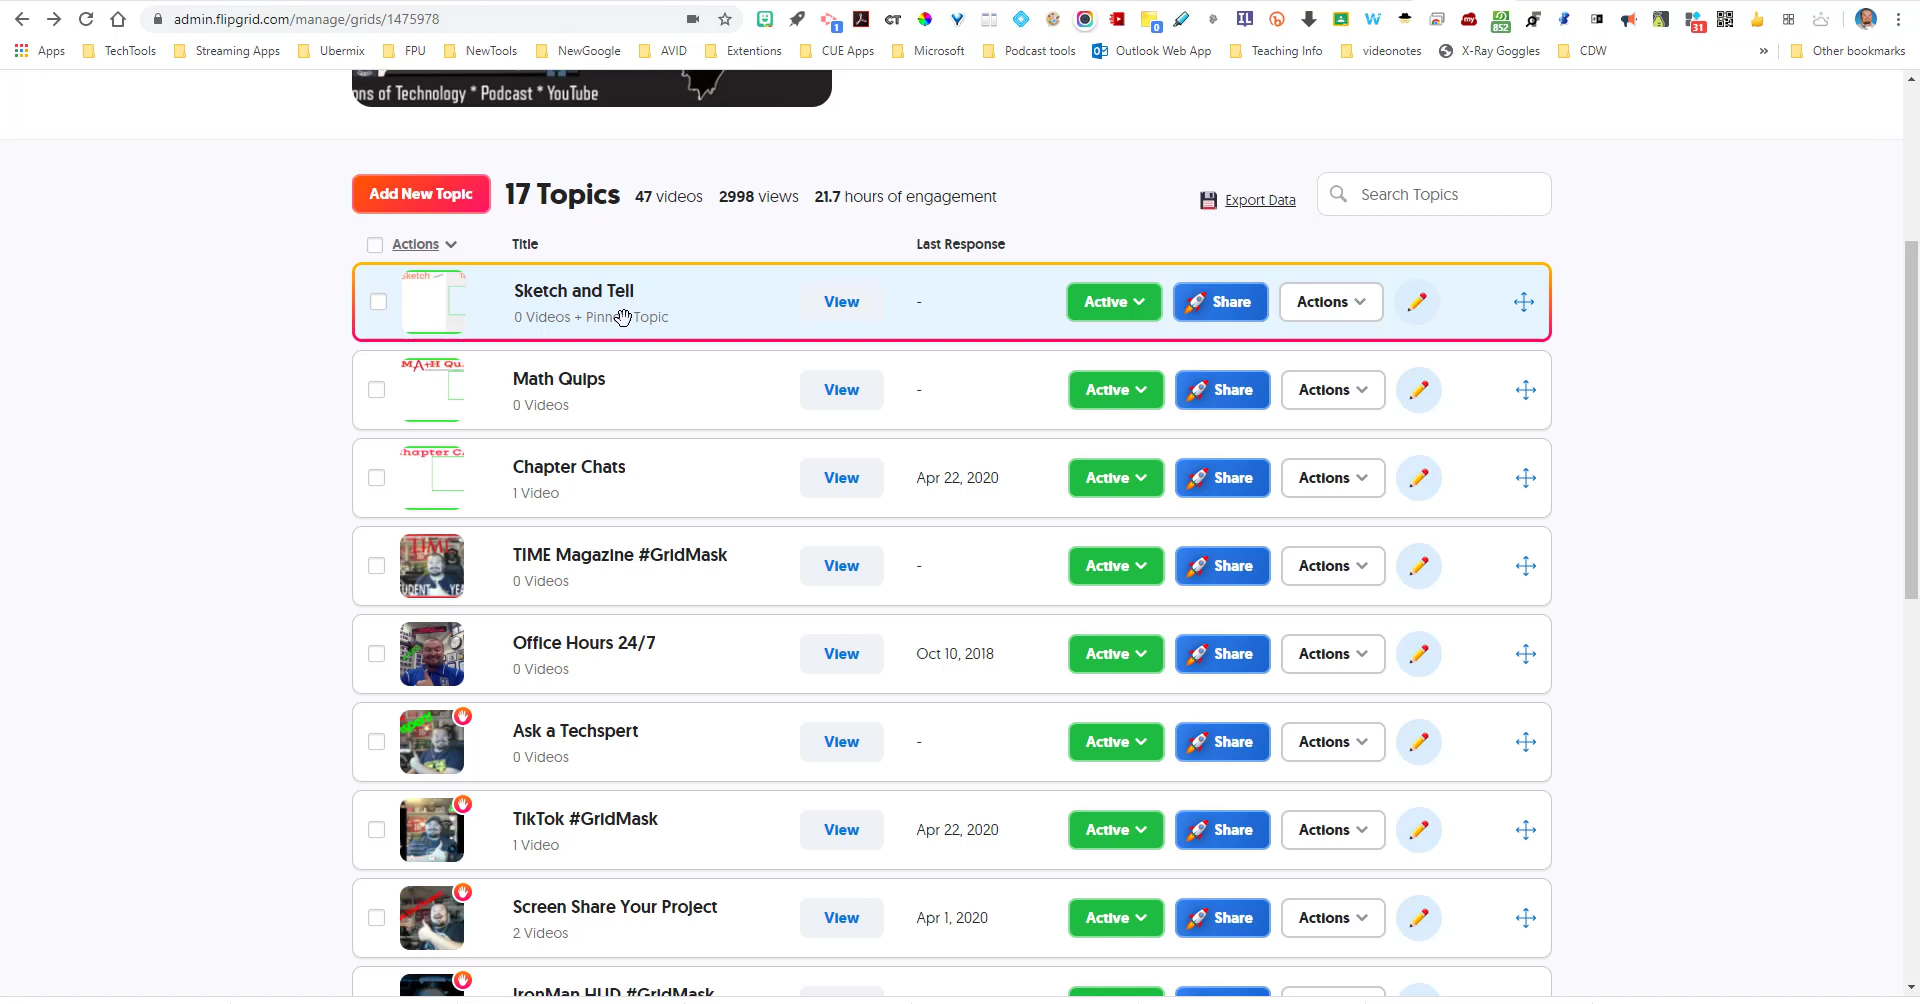 admin.flipgrid.com/manage/grids/1475978
Apps TechTools Streaming Apps Ubermix FPU NewTools NewGoogle AVID Extentions CUE Apps Microsoft Podcast tools Outlook Web App Teaching Info videonotes X-Ray Goggles CDW » Other bookmarks
ons of Technology * Podcast * YouTube
Add New Topic 17 Topics 47 videos 2998 views 21.7 hours of engagement Export Data Search Topics
Actions Title Last Response
Sketch and Tell
0 Videos + Pinne Topic
View - Active Share Actions
Math Quips
0 Videos
View - Active Share Actions
Chapter Chats
1 Video
View Apr 22, 2020 Active Share Actions
TIME Magazine #GridMask
0 Videos
View - Active Share Actions
Office Hours 24/7
0 Videos
View Oct 10, 2018 Active Share Actions
Ask a Techspert
0 Videos
View - Active Share Actions
TikTok #GridMask
1 Video
View Apr 22, 2020 Active Share Actions
Screen Share Your Project
2 Videos
View Apr 1, 2020 Active Share Actions
IronMan HUD #GridMask